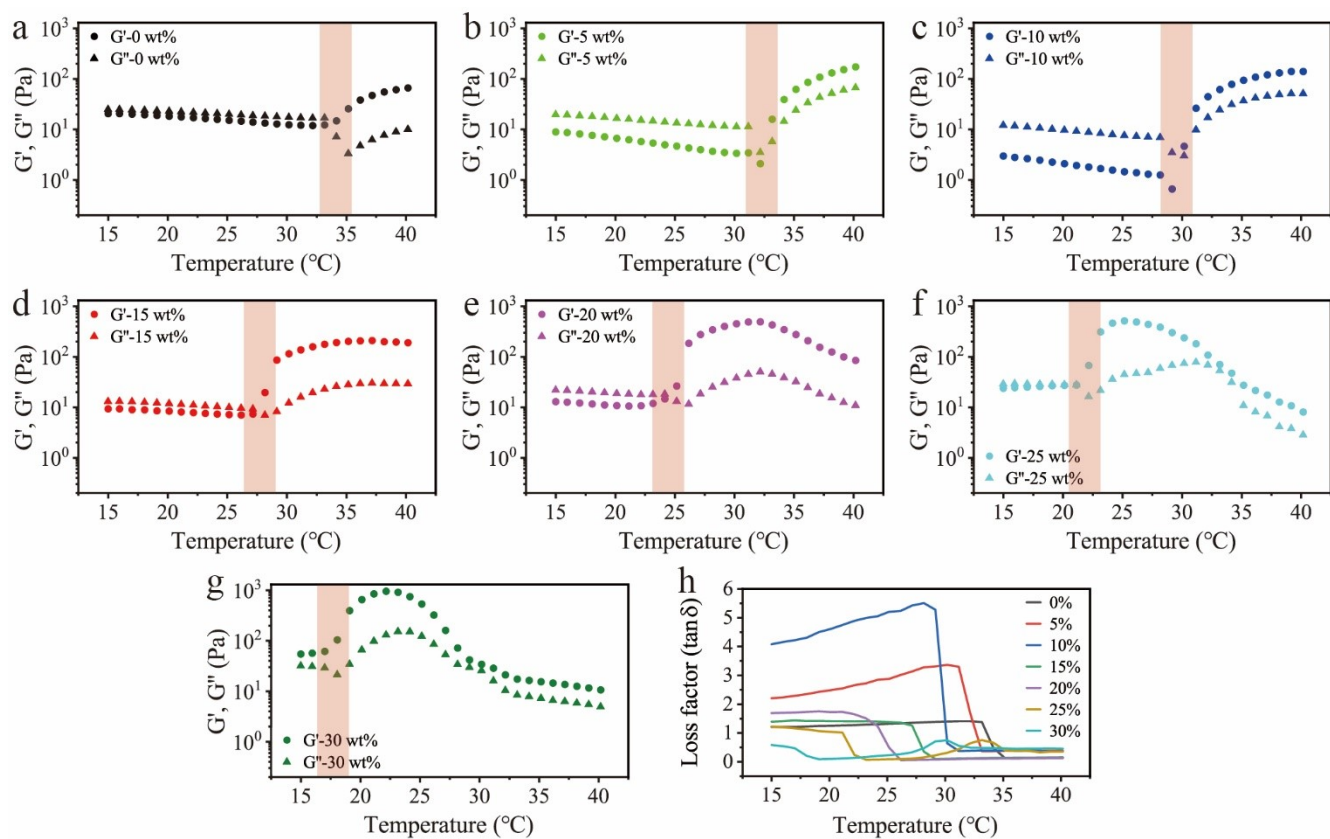 a
G'-0 wt%
G''-0 wt%
G', G'' (Pa)
10³
10²
10¹
10⁰
15 20 25 30 35 40
Temperature (°C)
b
G'-5 wt%
G''-5 wt%
G', G'' (Pa)
10³
10²
10¹
10⁰
15 20 25 30 35 40
Temperature (°C)
c
G'-10 wt%
G''-10 wt%
G', G'' (Pa)
10³
10²
10¹
10⁰
15 20 25 30 35 40
Temperature (°C)
d
G'-15 wt%
G''-15 wt%
G', G'' (Pa)
10³
10²
10¹
10⁰
15 20 25 30 35 40
Temperature (°C)
e
G'-20 wt%
G''-20 wt%
G', G'' (Pa)
10³
10²
10¹
10⁰
15 20 25 30 35 40
Temperature (°C)
f
G', G'' (Pa)
10³
10²
10¹
10⁰
G'-25 wt%
G''-25 wt%
15 20 25 30 35 40
Temperature (°C)
g
G', G'' (Pa)
10³
10²
10¹
10⁰
G'-30 wt%
G''-30 wt%
15 20 25 30 35 40
Temperature (°C)
h
Loss factor (tan δ)
6
5
4
3
2
1
0
0%
5%
10%
15%
20%
25%
30%
15 20 25 30 35 40
Temperature (°C)